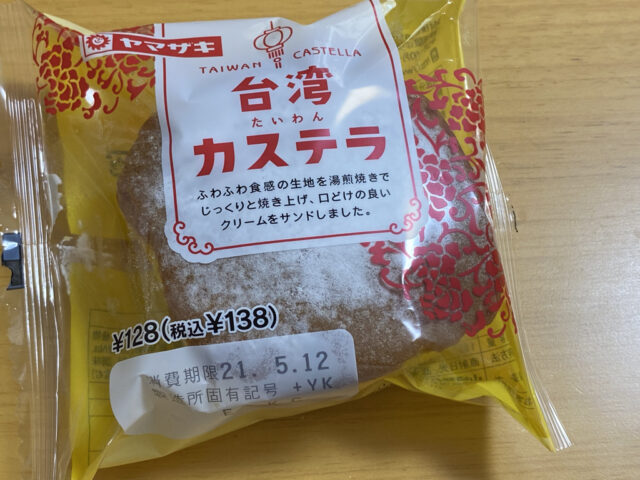 ヤマザキ
TAIWAN CASTELLA
台湾
たいわん
カステラ
ふわふわ食感の生地を湯煎焼きで
じっくりと焼き上げ、口どけの良い
クリームをサンドしました。
¥128(税込¥138)
消費期限21. 5.12
造所固有記号 +YK